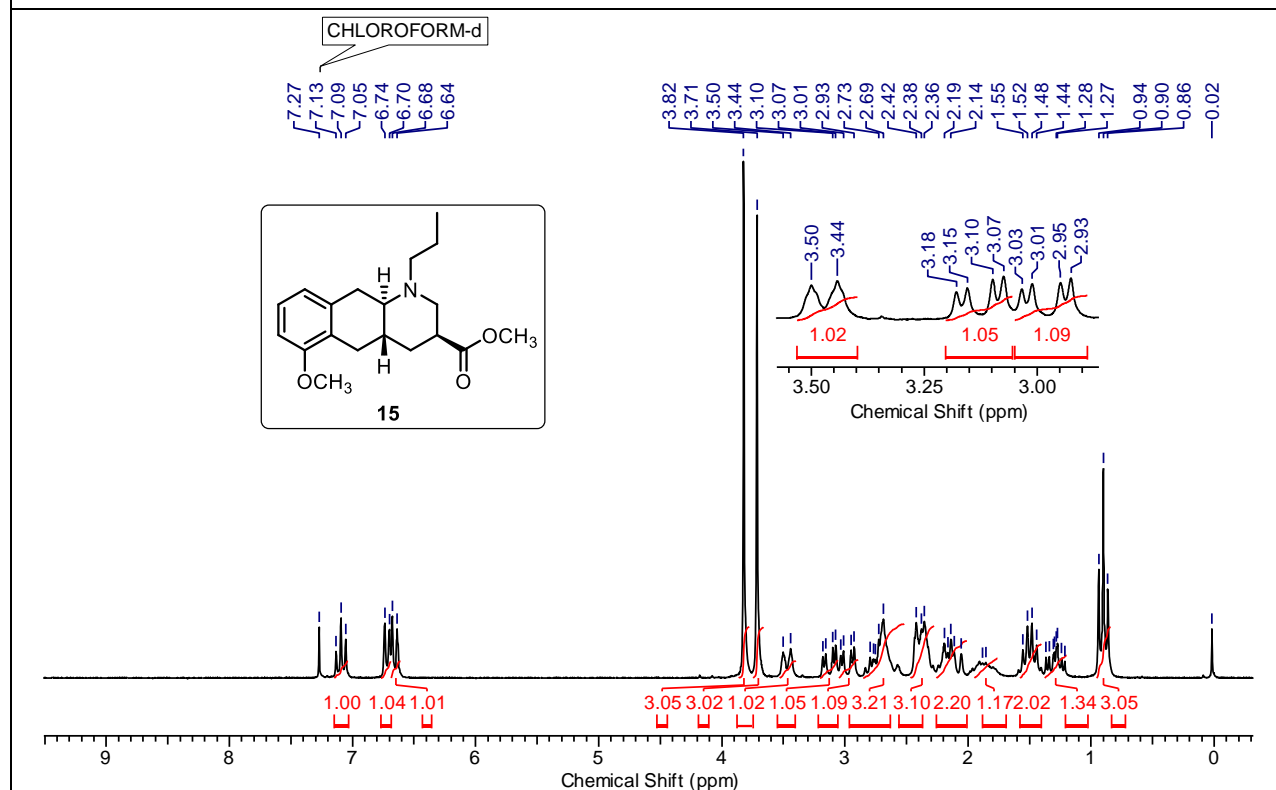 CHLOROFORM-d
7.27 7.13 7.09 7.05 6.74 6.70 6.68 6.64 3.82 3.71 3.50 3.44 3.10 3.07 3.01 2.93 2.73 2.69 2.42 2.38 2.36 2.19 2.14 1.55 1.52 1.48 1.44 1.28 1.27 0.94 0.90 0.86 0.02
H
N
H
OCH3
O
OCH3
15
3.50 3.44 3.18 3.15 3.10 3.07 3.03 3.01 2.95 2.93
1.02 1.05 1.09
3.50 3.25 3.00
Chemical Shift (ppm)
1.00 1.04 1.01 3.05 3.02 1.02 1.05 1.09 3.21 3.10 2.20 1.17 2.02 1.34 3.05
9 8 7 6 5 4 3 2 1 0
Chemical Shift (ppm)